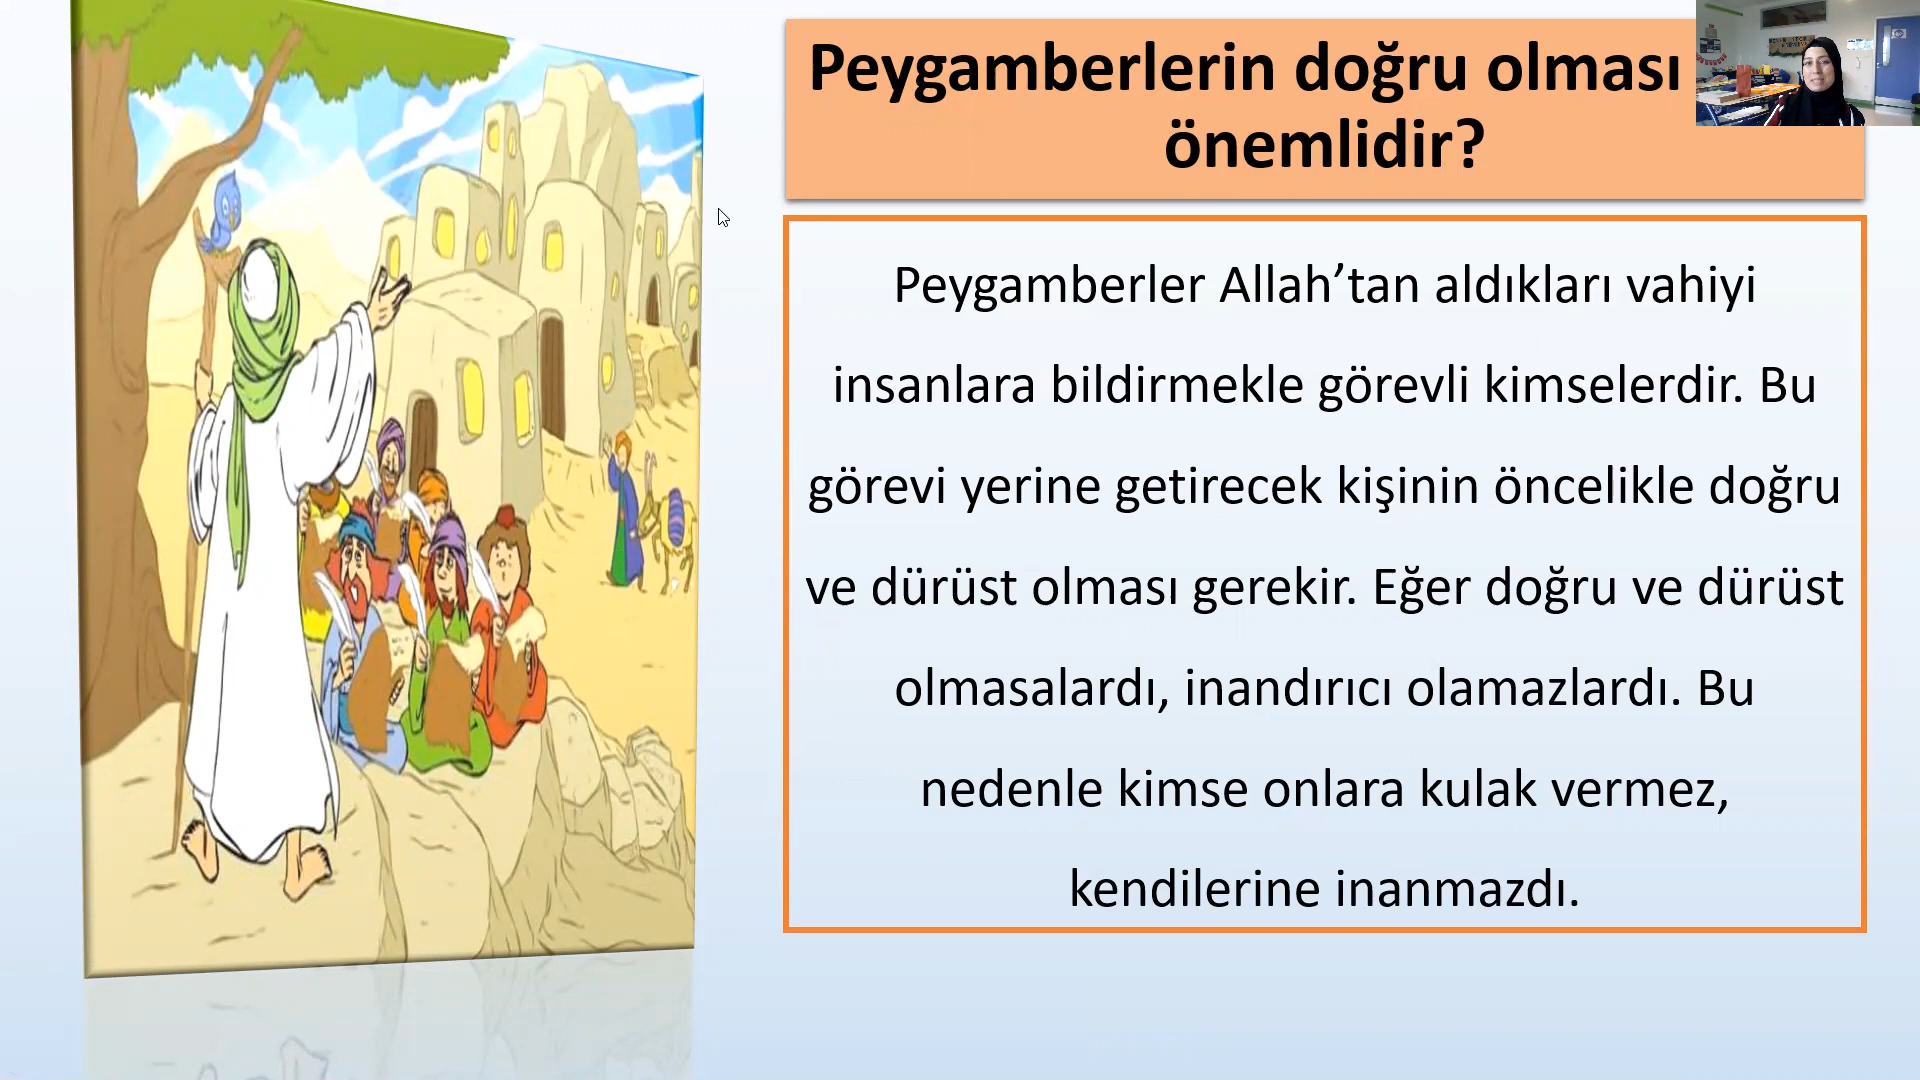 Peygamberlerin doğru olması
önemlidir?
Peygamberler Allah’tan aldıkları vahiyi
insanlara bildirmekle görevli kimselerdir. Bu
görevi yerine getirecek kişinin öncelikle doğru
ve dürüst olması gerekir. Eğer doğru ve dürüst
olmasalardı, inandırıcı olamazlardı. Bu
nedenle kimse onlara kulak vermez,
kendilerine inanmazdı.